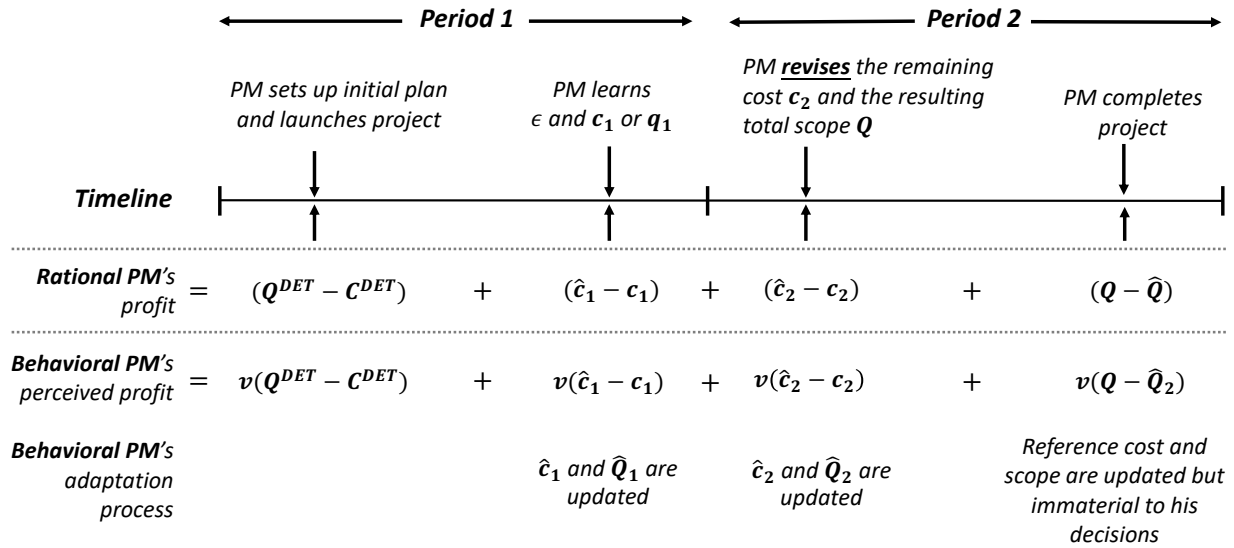 Period 1
Period 2
PM sets up initial plan
and launches project
PM learns
ϵ and c₁ or q₁
PM revises the remaining
cost c₂ and the resulting
total scope Q
PM completes
project
Timeline
Rational PM's
profit
= (Q^DET − C^DET) + (ĉ₁ − c₁) + (ĉ₂ − c₂) + (Q − Q̂)
Behavioral PM's
perceived profit
= v(Q^DET − C^DET) + v(ĉ₁ − c₁) + v(ĉ₂ − c₂) + v(Q − Q̂₂)
Behavioral PM's
adaptation
process
ĉ₁ and Q̂₁ are
updated
ĉ₂ and Q̂₂ are
updated
Reference cost and
scope are updated but
immaterial to his
decisions